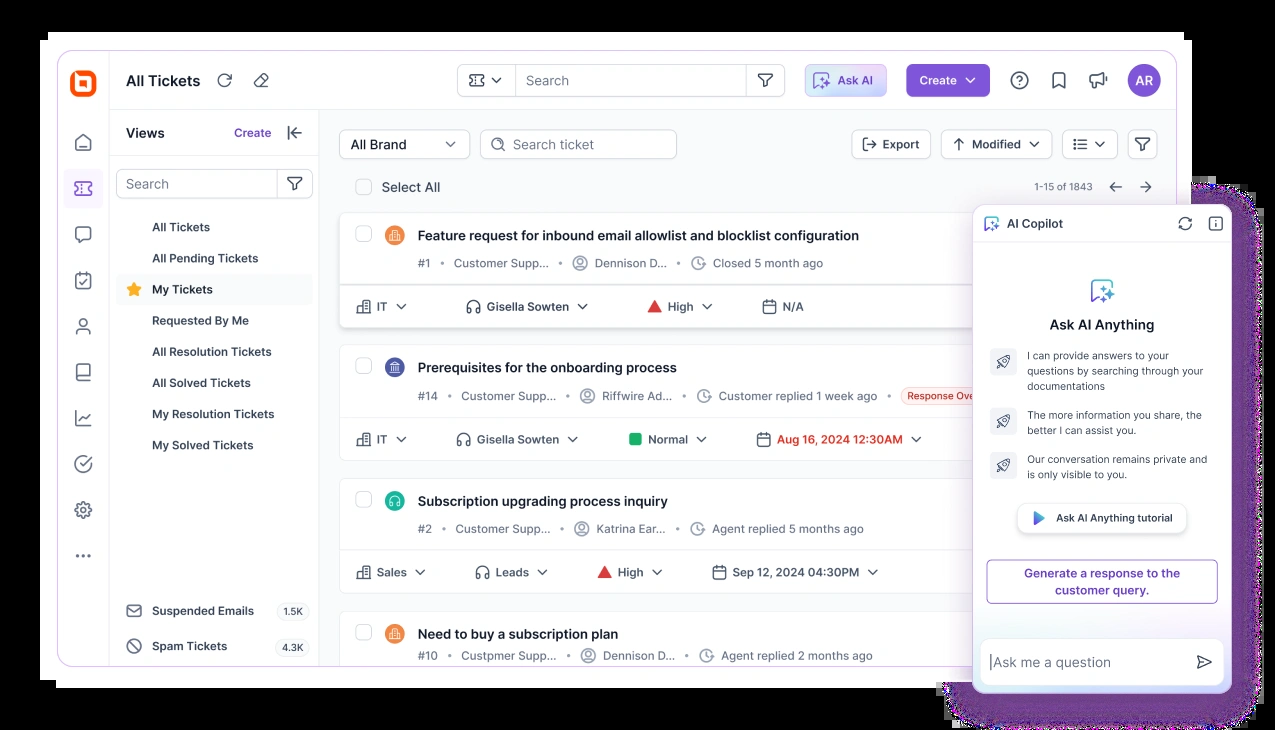 All Tickets
Search
Ask AI
Create
AR
Views
Create
Search
All Tickets
All Pending Tickets
My Tickets
Requested By Me
All Resolution Tickets
All Solved Tickets
My Resolution Tickets
My Solved Tickets
Suspended Emails 1.5K
Spam Tickets 4.3K
All Brand
Search ticket
Export
Modified
Select All
1-15 of 1843
Feature request for inbound email allowlist and blocklist configuration
#1 • Customer Supp... • Dennison D... • Closed 5 month ago
IT Gisella Sowten High N/A
Prerequisites for the onboarding process
#14 • Customer Supp... • Riffwire Ad... • Customer replied 1 week ago • Response Ove
IT Gisella Sowten Normal Aug 16, 2024 12:30AM
Subscription upgrading process inquiry
#2 • Customer Supp... • Katrina Ear... • Agent replied 5 months ago
Sales Leads High Sep 12, 2024 04:30PM
Need to buy a subscription plan
#10 • Custpmer Supp... • Dennison D... • Agent replied 2 months ago
AI Copilot
Ask AI Anything
I can provide answers to your
questions by searching through your
documentations
The more information you share, the
better I can assist you.
Our conversation remains private and
is only visible to you.
Ask AI Anything tutorial
Generate a response to the
customer query.
Ask me a question